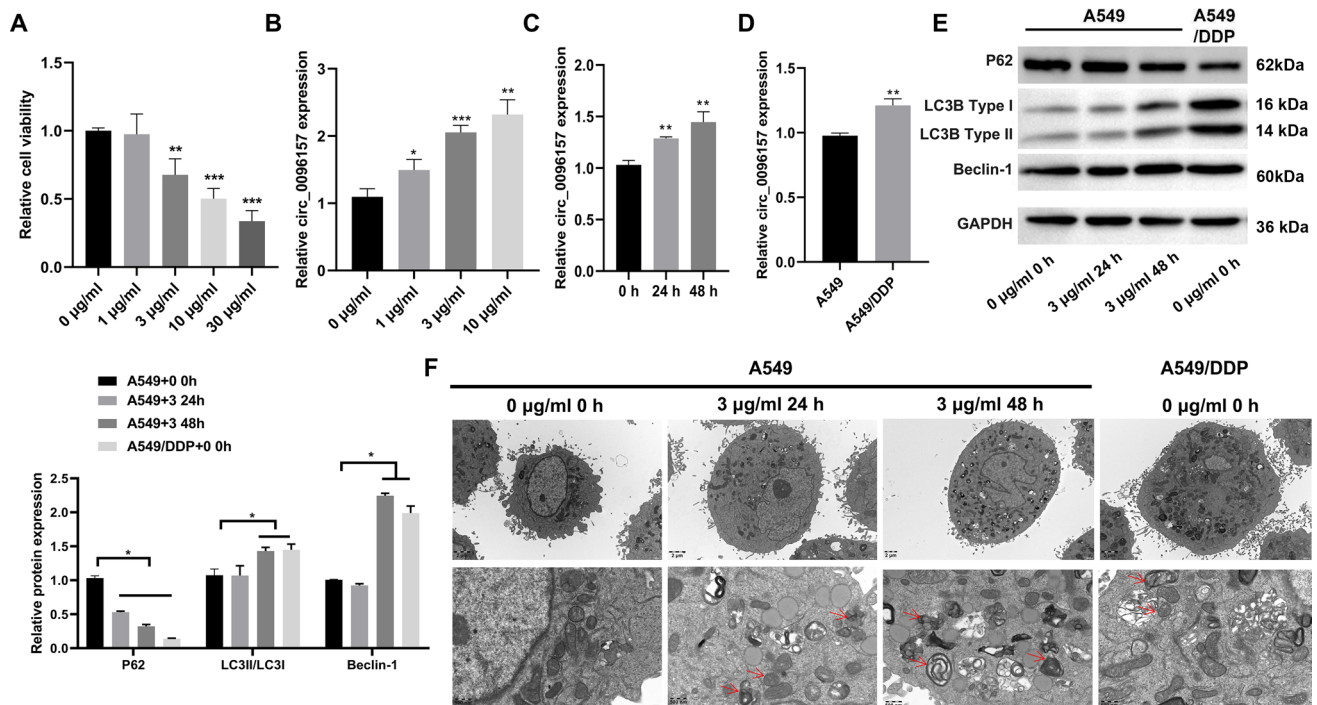 A
Relative cell viability
1.5
1.0
0.5
0.0
**
***
***
0 μg/ml
1 μg/ml
3 μg/ml
10 μg/ml
30 μg/ml
B
Relative circ_0096157 expression
3
2
1
0
*
***
**
0 μg/ml
1 μg/ml
3 μg/ml
10 μg/ml
C
Relative circ_0096157 expression
2.0
1.5
1.0
0.5
0.0
**
**
0 h
24 h
48 h
D
Relative circ_0096157 expression
1.5
1.0
0.5
0.0
**
A549
A549/DDP
E
A549
A549
/DDP
P62
62kDa
LC3B Type I
16 kDa
LC3B Type II
14 kDa
Beclin-1
60kDa
GAPDH
36 kDa
0 μg/ml 0 h
3 μg/ml 24 h
3 μg/ml 48 h
0 μg/ml 0 h
A549+0 0h
A549+3 24h
A549+3 48h
A549/DDP+0 0h
Relative protein expression
2.5
2.0
1.5
1.0
0.5
0.0
*
*
*
P62
LC3II/LC3I
Beclin-1
F
A549
A549/DDP
0 μg/ml 0 h
3 μg/ml 24 h
3 μg/ml 48 h
0 μg/ml 0 h
2 μm
2 μm